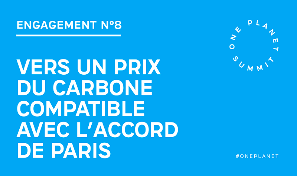 ENGAGEMENT N°8
ONE PLANET SUMMIT
VERS UN PRIX
DU CARBONE
COMPATIBLE
AVEC L'ACCORD
DE PARIS
#ONEPLANET